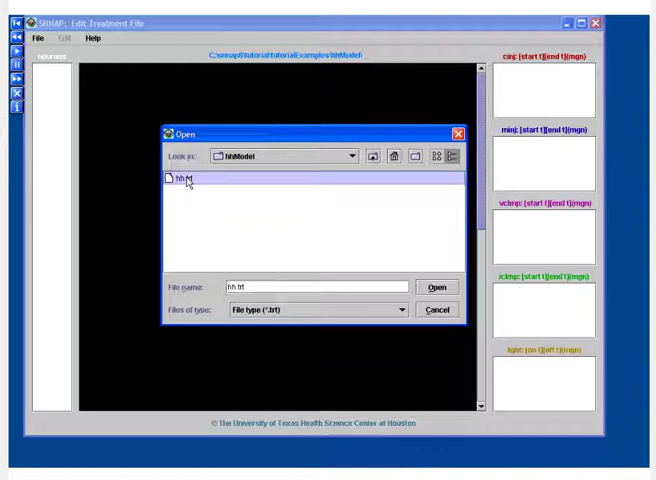 SNNAP: Edit Treatment File
File Edit Help
neurons
C:\snnap8\tutorial\tutorialExamples\hhModel\
cinj: [start t][end t](mgn)
minj: [start t][end t](mgn)
vclmp: [start t][end t](mgn)
iclmp: [start t][end t](mgn)
light: [on t][off t](mgn)
Open
Look in: hhModel
hh.trt
File name: hh.trt
Open
Files of type: File type (*.trt)
Cancel
© The University of Texas Health Science Center at Houston